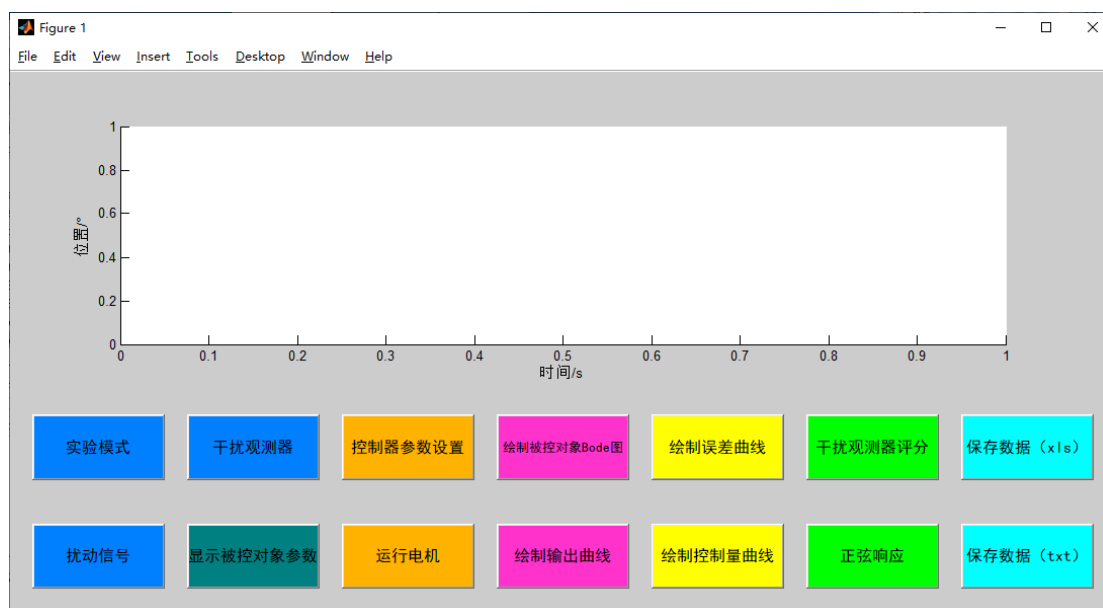 Figure 1
File Edit View Insert Tools Desktop Window Help
1
0.8
0.6
0.4
0.2
0
位置/°
0 0.1 0.2 0.3 0.4 0.5 0.6 0.7 0.8 0.9 1
时间/s
实验模式 干扰观测器 控制器参数设置 绘制被控对象Bode图 绘制误差曲线 干扰观测器评分 保存数据（xls）
扰动信号 显示被控对象参数 运行电机 绘制输出曲线 绘制控制量曲线 正弦响应 保存数据（txt）